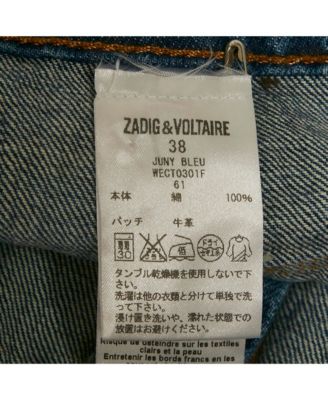 ZADIG&VOLTAIRE
38
JUNY BLEU
WECT0301F
61
本体 綿 100%
パッチ 牛革
30 ドライ
タンブル乾燥機を使用しないで下さい。
洗濯は他の衣類と分けて単独で洗って下さい。
浸け置き洗いや、濡れた状態での放置はお避け下さい。
Risque de déteindre sur les textiles
clairs et la peau
Entretenir les bords francs en